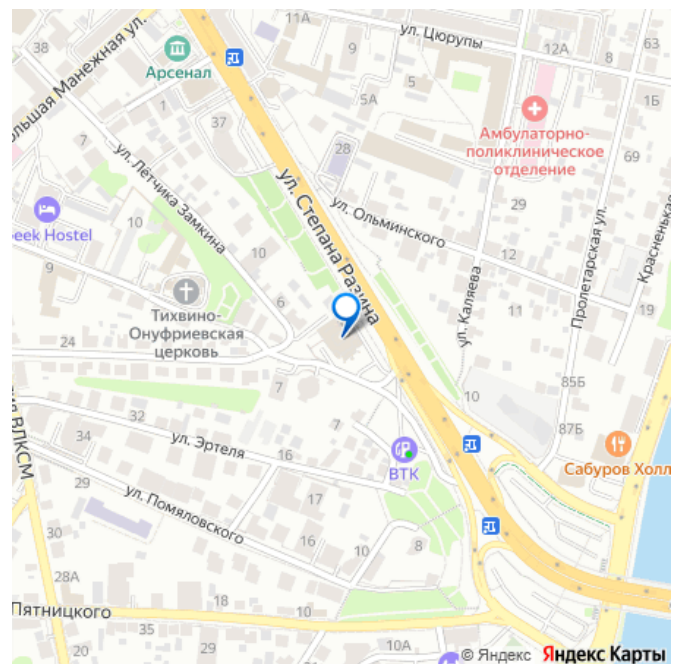 38
Большая Манежная ул.
Арсенал
11А
9
ул. Цюрупы
12А
8
63
5А
1Б
7
1
37
28
Амбулаторно-
поликлиническое
отделение
69
ул. Лётчика Замкина
ул. Степана Разина
29
ул. Ольминского
12
Пролетарская ул.
Красненькая
eek Hostel
10
10
9
6
Тихвино-
Онуфриевская
церковь
ул. Каляева
11
19
24
7
10
85Б
32
7
87Б
ул. Эртеля
16
Сабуров Холл
ВЛКСМ
34
ВТК
29
17
ул. Помяловского
30
16
10
8
28А
18
Пятницкого
20
35
29
10А
© Яндекс Яндекс Карты